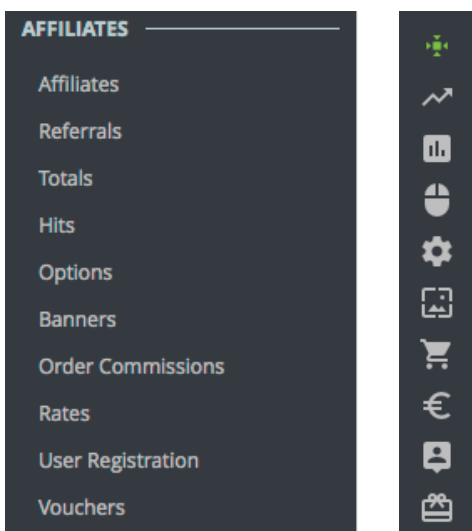 AFFILIATES
Affiliates
Referrals
Totals
Hits
Options
Banners
Order Commissions
Rates
User Registration
Vouchers